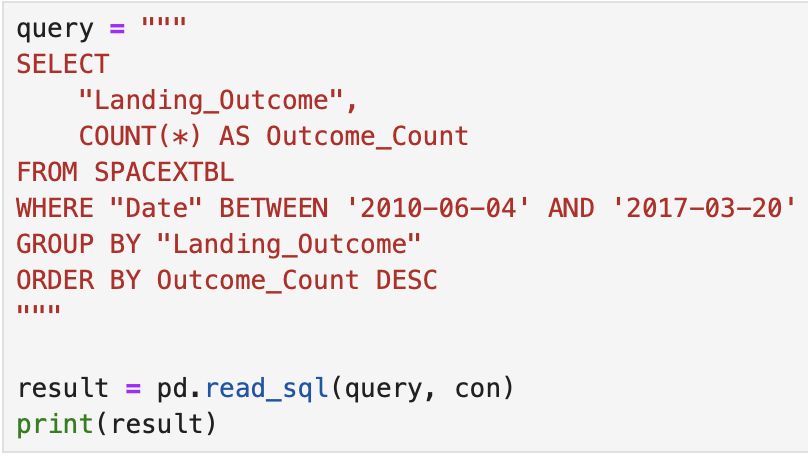 query = """
SELECT
    "Landing_Outcome",
    COUNT(*) AS Outcome_Count
FROM SPACEXTBL
WHERE "Date" BETWEEN '2010-06-04' AND '2017-03-20'
GROUP BY "Landing_Outcome"
ORDER BY Outcome_Count DESC
"""
result = pd.read_sql(query, con)
print(result)